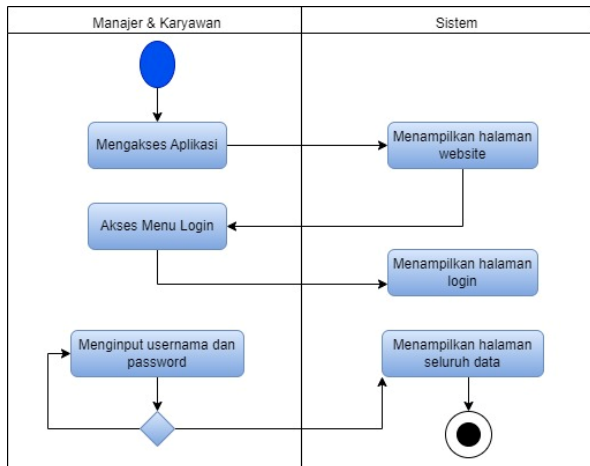 Manajer & Karyawan
Sistem
Mengakses Aplikasi
Menampilkan halaman
website
Akses Menu Login
Menampilkan halaman
login
Menginput usernama dan
password
Menampilkan halaman
seluruh data